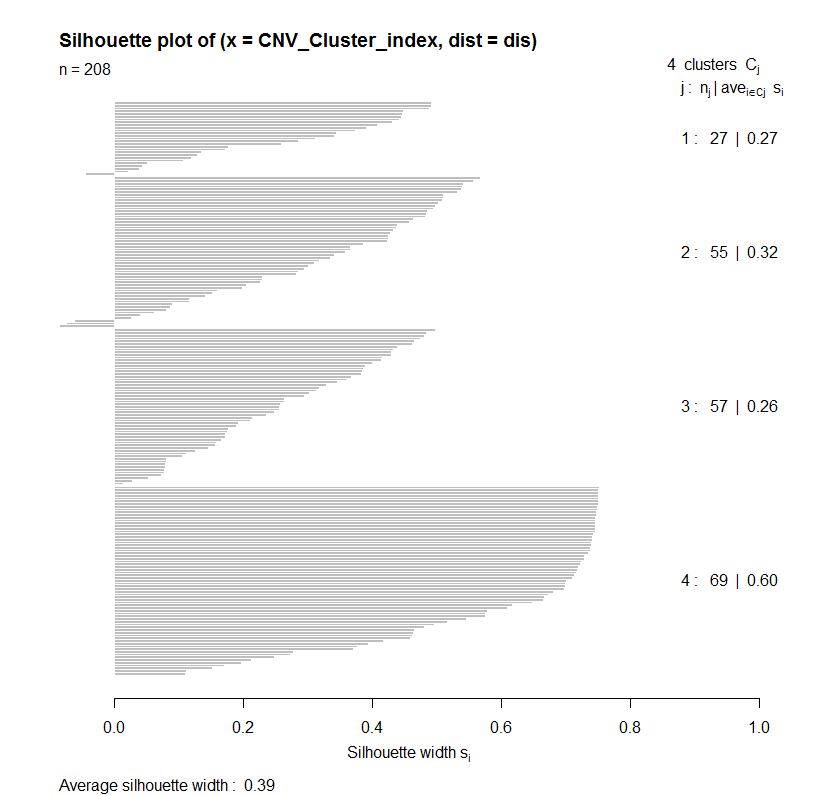 Silhouette plot of (x = CNV_Cluster_index, dist = dis)
n = 208
4 clusters Cj
j : nj | avei∈Cj si
1 : 27 | 0.27
2 : 55 | 0.32
3 : 57 | 0.26
4 : 69 | 0.60
0.0 0.2 0.4 0.6 0.8 1.0
Silhouette width si
Average silhouette width : 0.39